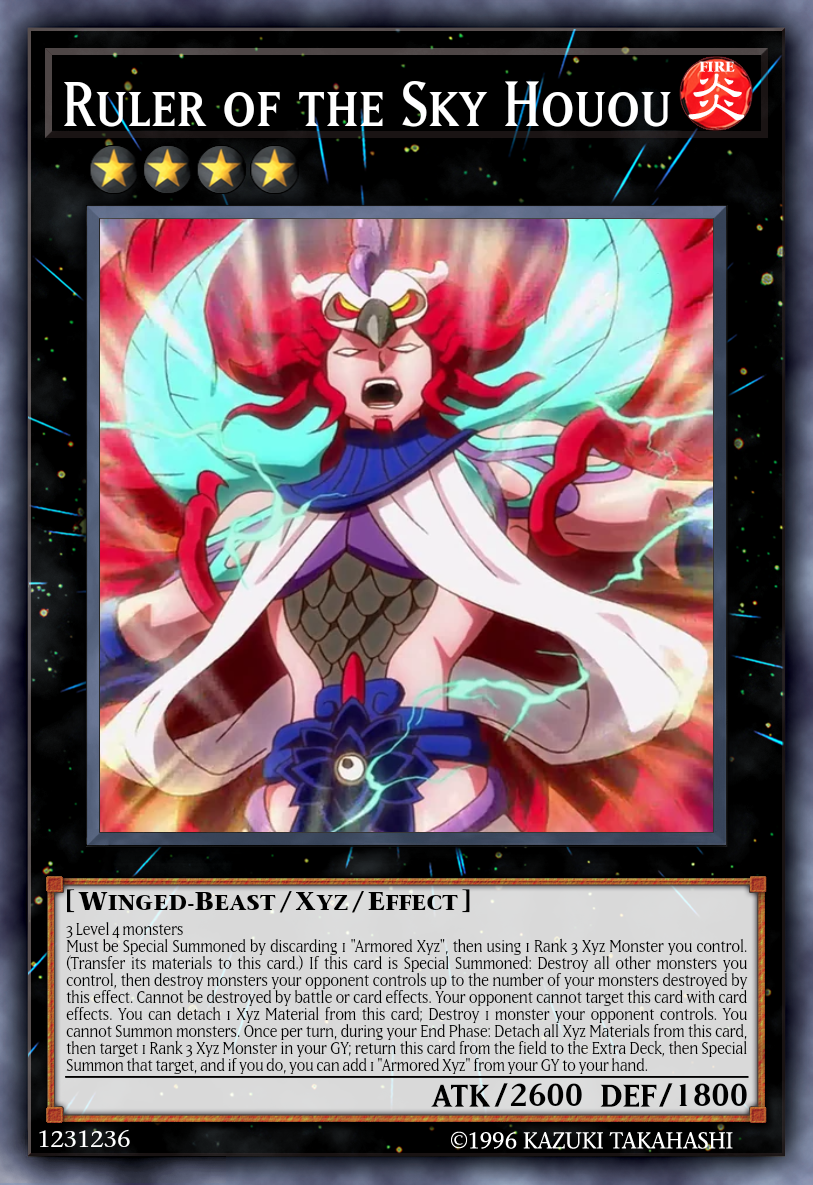 Ruler of the Sky Houou
FIRE
炎
[Winged-Beast/Xyz/Effect]
3 Level 4 monsters
Must be Special Summoned by discarding 1 "Armored Xyz", then using 1 Rank 3 Xyz Monster you control.
(Transfer its materials to this card.) If this card is Special Summoned: Destroy all other monsters you
control, then destroy monsters your opponent controls up to the number of your monsters destroyed by
this effect. Cannot be destroyed by battle or card effects. Your opponent cannot target this card with card
effects. You can detach 1 Xyz Material from this card; Destroy 1 monster your opponent controls. You
cannot Summon monsters. Once per turn, during your End Phase: Detach all Xyz Materials from this card,
then target 1 Rank 3 Xyz Monster in your GY; return this card from the field to the Extra Deck, then Special
Summon that target, and if you do, you can add 1 "Armored Xyz" from your GY to your hand.
ATK/2600 DEF/1800
1231236
©1996 KAZUKI TAKAHASHI